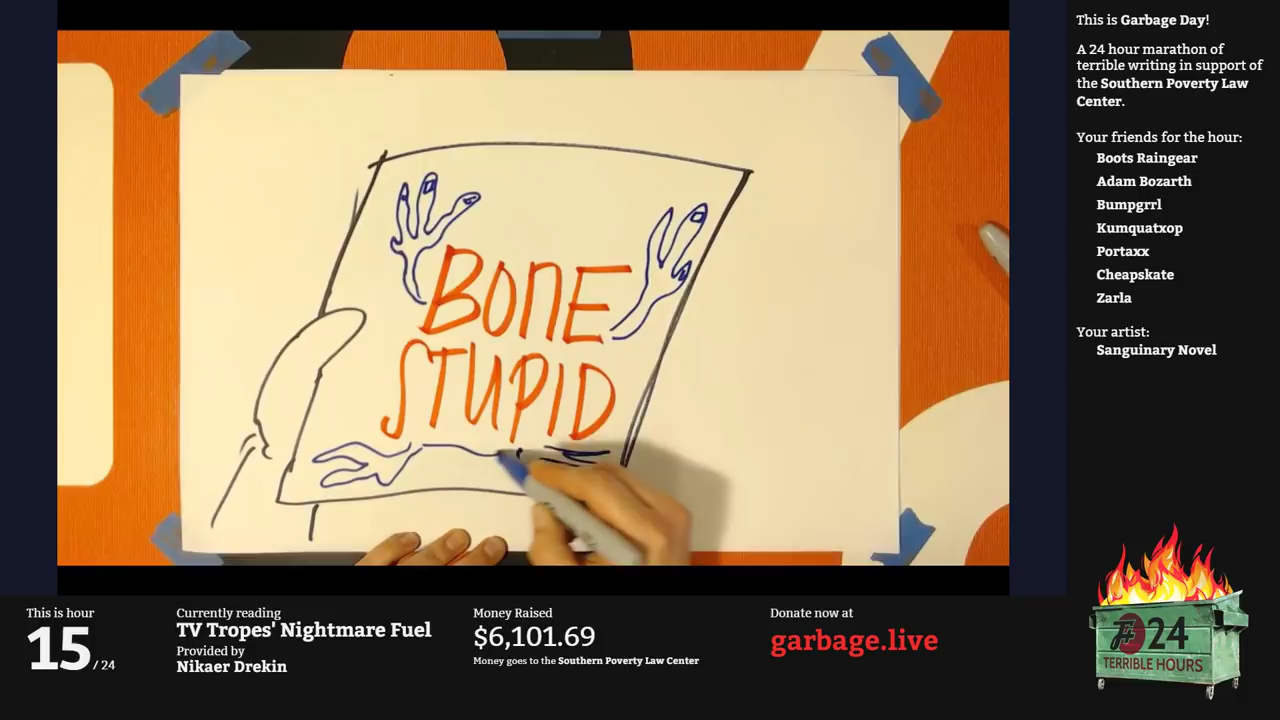 BONE
STUPID
This is Garbage Day!
A 24 hour marathon of
terrible writing in support of
the Southern Poverty Law
Center.
Your friends for the hour:
Boots Raingear
Adam Bozarth
Bumpgrrl
Kumquatxop
Portaxx
Cheapskate
Zarla
Your artist:
Sanguinary Novel
This is hour
15 / 24
Currently reading
TV Tropes' Nightmare Fuel
Provided by
Nikaer Drekin
Money Raised
$6,101.69
Money goes to the Southern Poverty Law Center
Donate now at
garbage.live
24
TERRIBLE HOURS